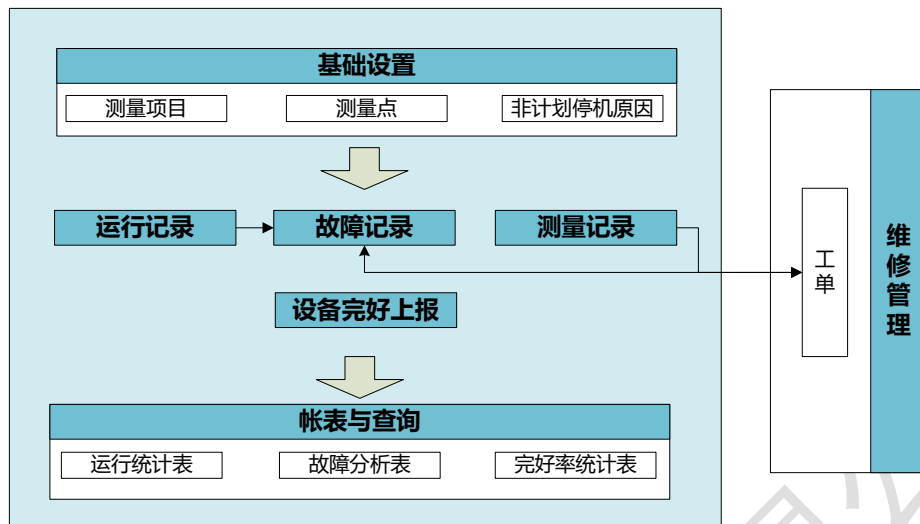 基础设置
测量项目
测量点
非计划停机原因
运行记录
故障记录
测量记录
设备完好上报
帐表与查询
运行统计表
故障分析表
完好率统计表
工单
维修管理